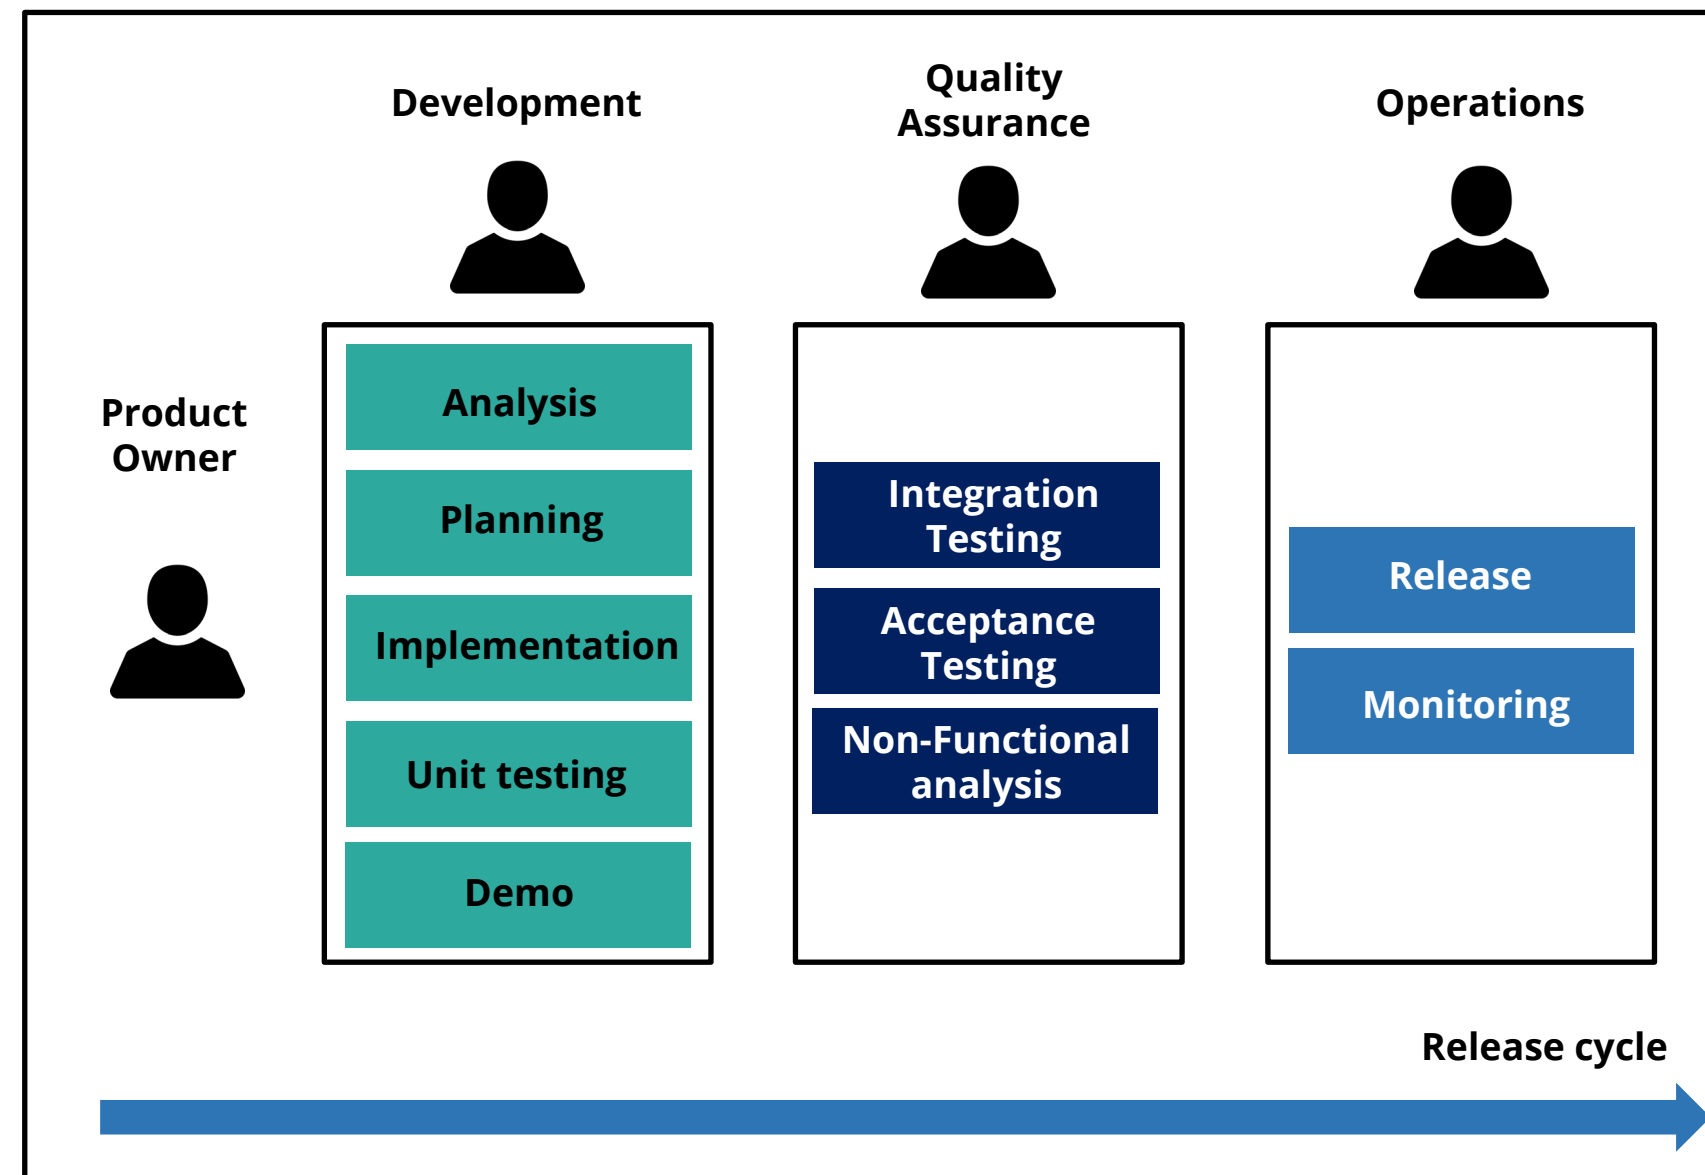 Development
Quality
Assurance
Operations
Product
Owner
Analysis
Planning
Implementation
Unit testing
Demo
Integration
Testing
Acceptance
Testing
Non-Functional
analysis
Release
Monitoring
Release cycle